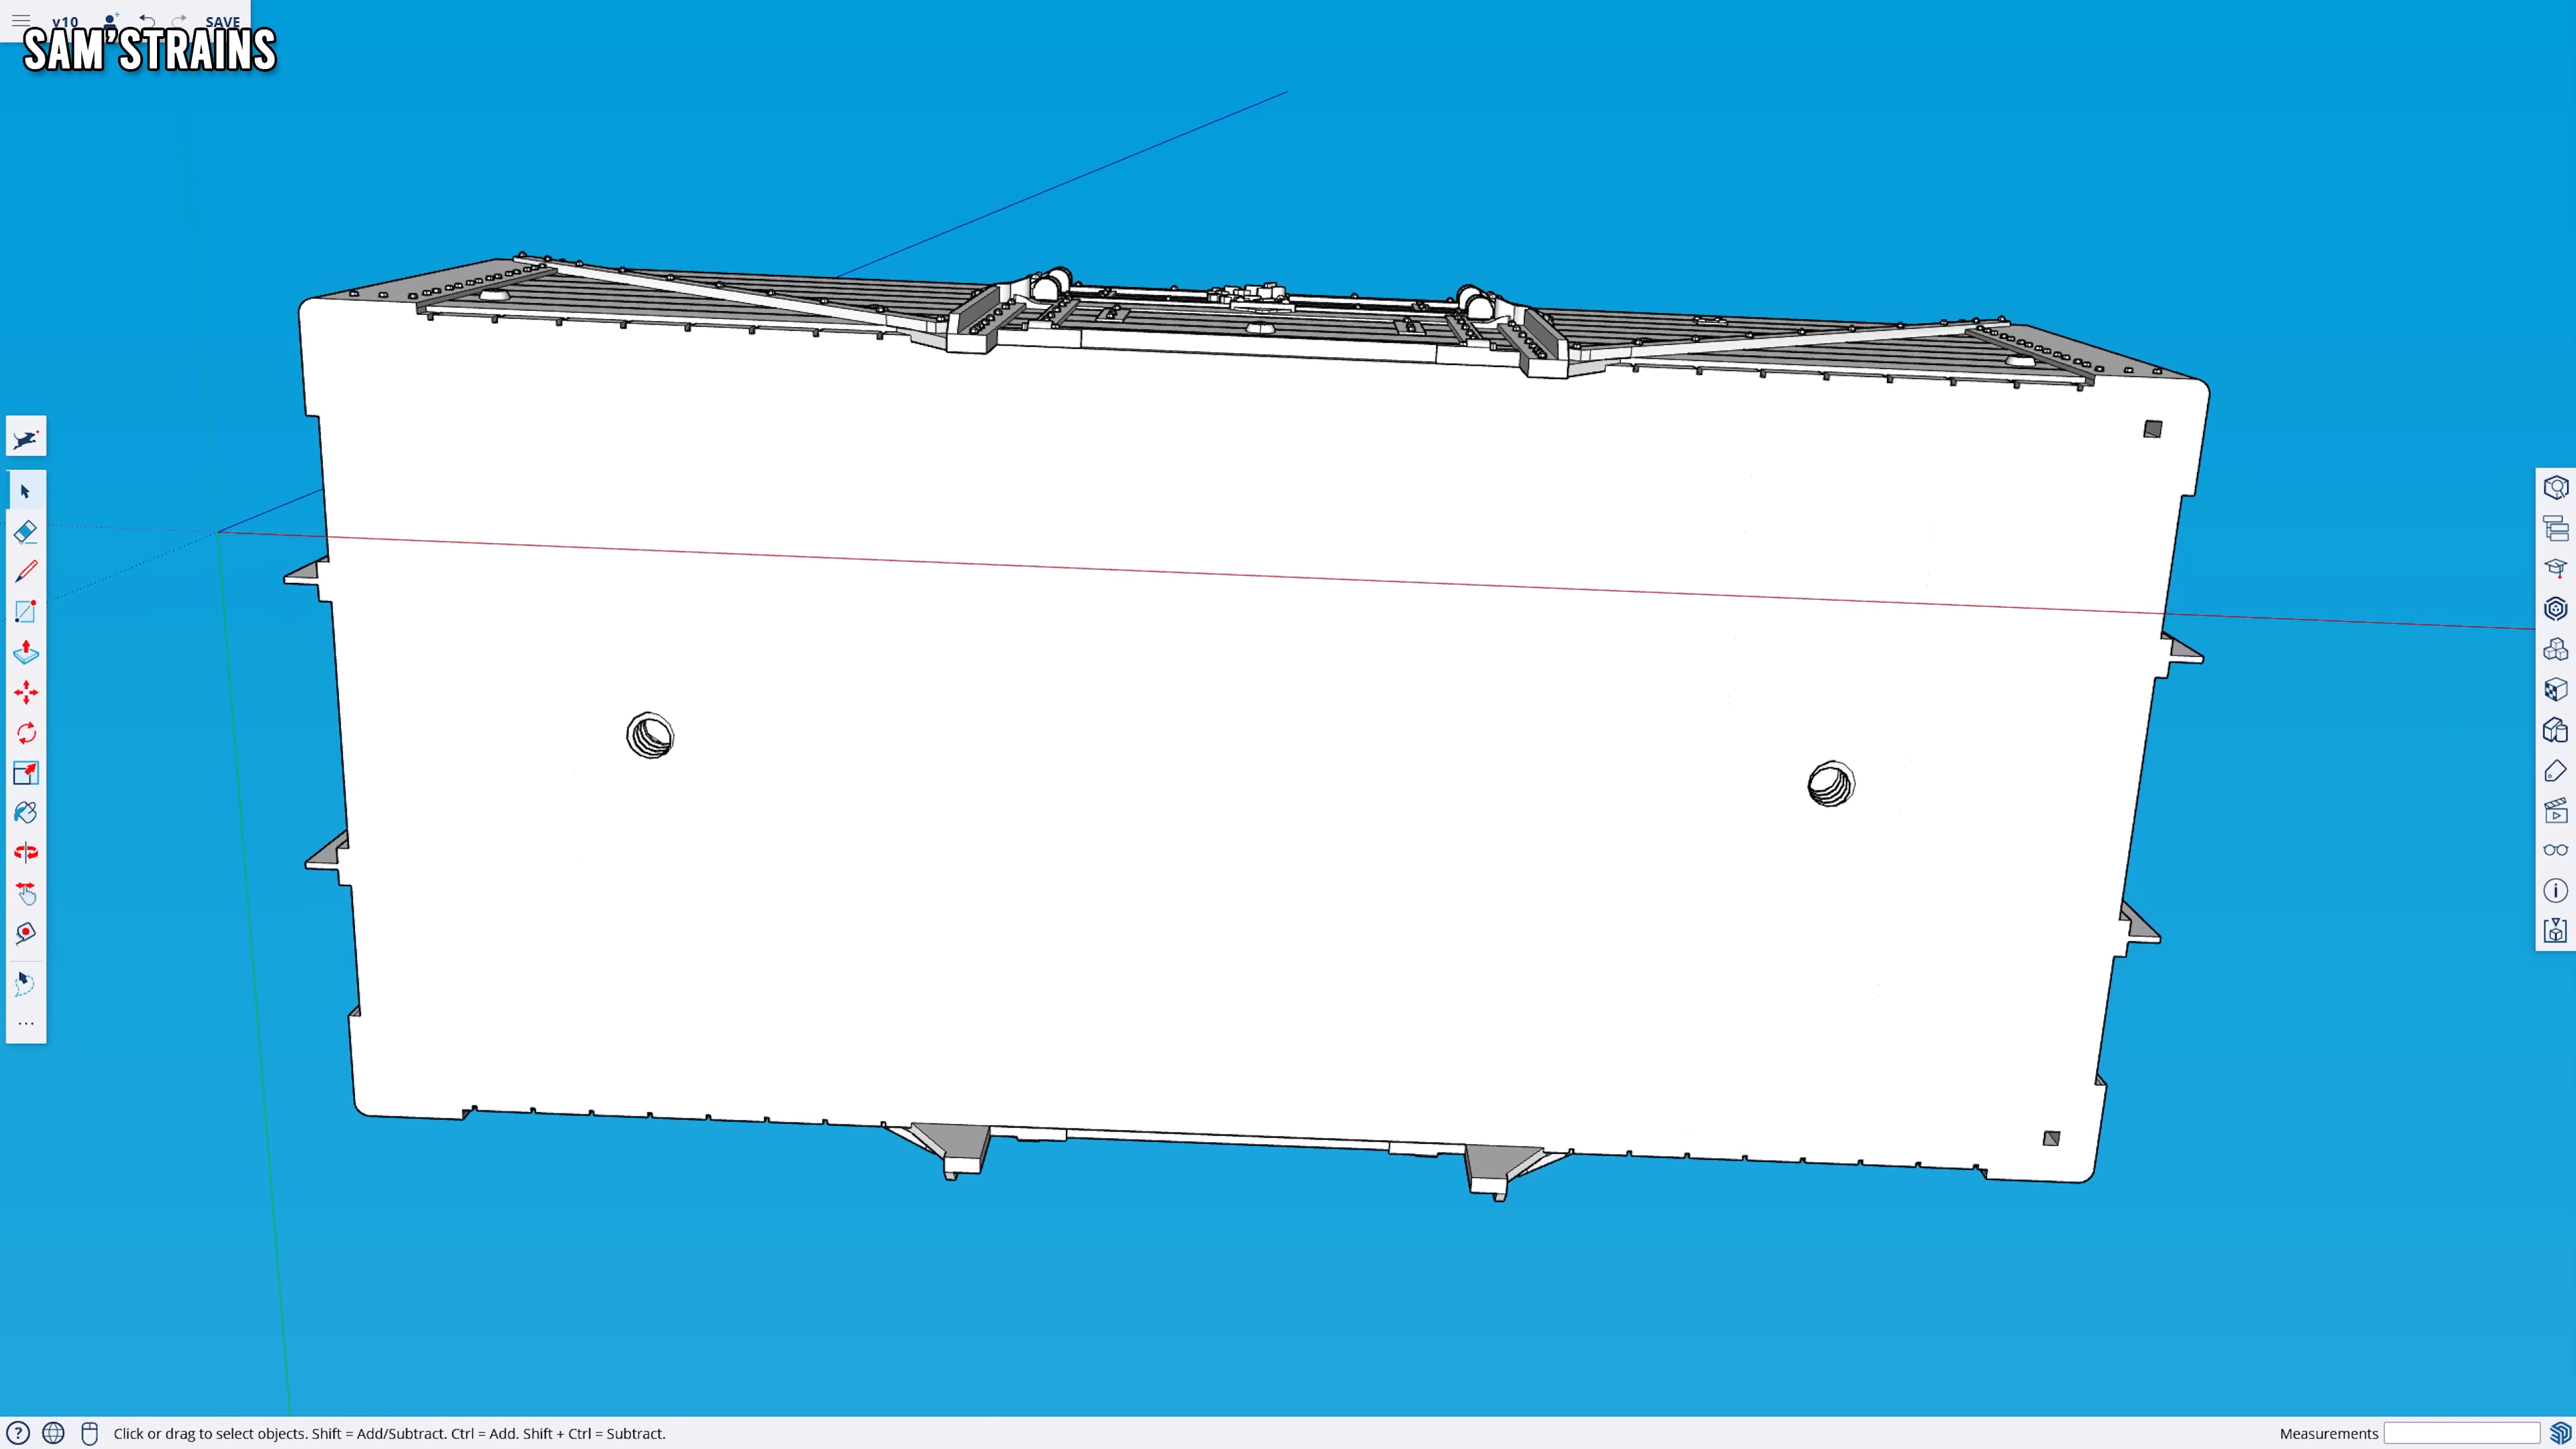 v10 SAVE
SAM'STRAINS
Click or drag to select objects. Shift = Add/Subtract. Ctrl = Add. Shift + Ctrl = Subtract.
Measurements